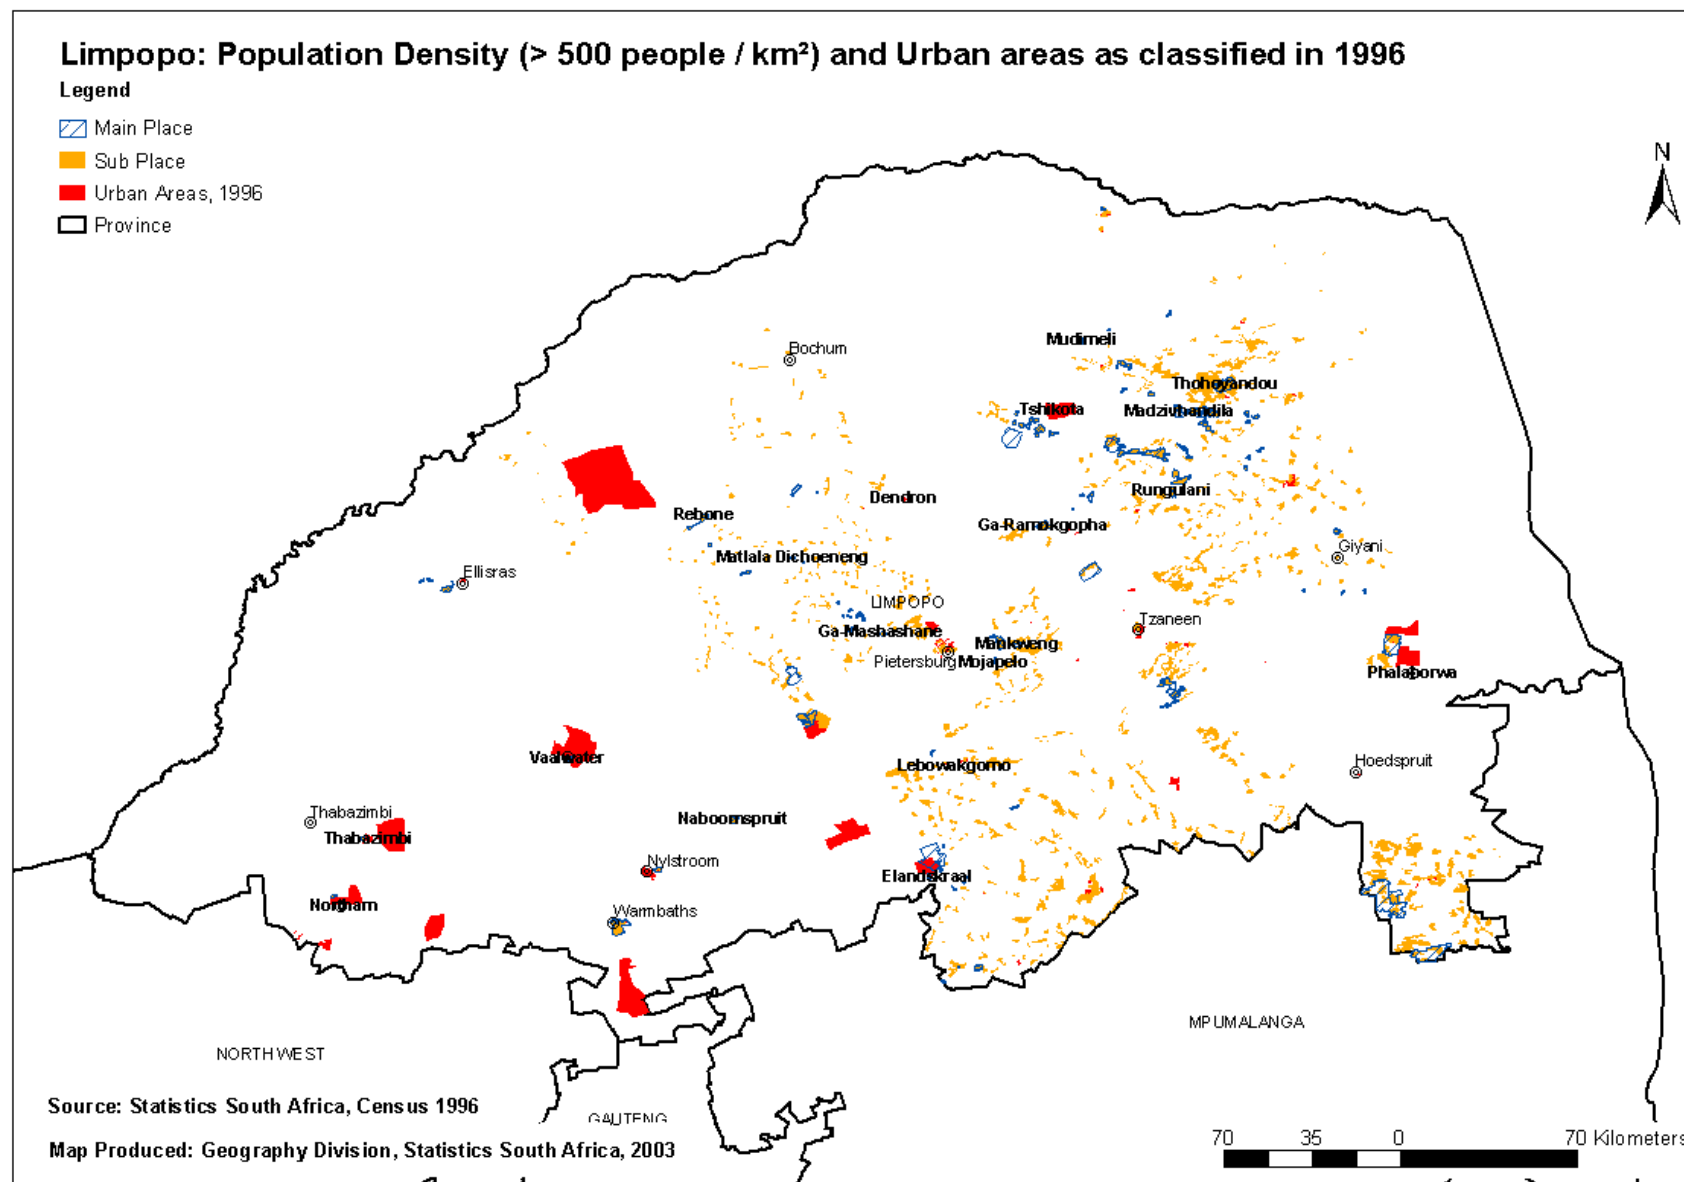 Limpopo: Population Density (> 500 people / km²) and Urban areas as classified in 1996
Legend
Main Place
Sub Place
Urban Areas, 1996
Province
N
Bochum
Mudimeli
Thohoyandou
Tshikota
Madzivhandila
Dendron
Rungulani
Rebone
Ga-Ramokgopha
Matlala Dichoeneng
Giyani
Ellisras
LIMPOPO
Tzaneen
Ga-Mashashane
Mankweng
Pietersburg
Mojapelo
Phalaborwa
Vaalwater
Lebowakgomo
Hoedspruit
Thabazimbi
Naboomspruit
Thabazimbi
Nylstroom
Elandskraal
Northam
Warmbaths
MPUMALANGA
NORTH WEST
Source: Statistics South Africa, Census 1996
GAUTENG
70 35 0 70 Kilometers
Map Produced: Geography Division, Statistics South Africa, 2003